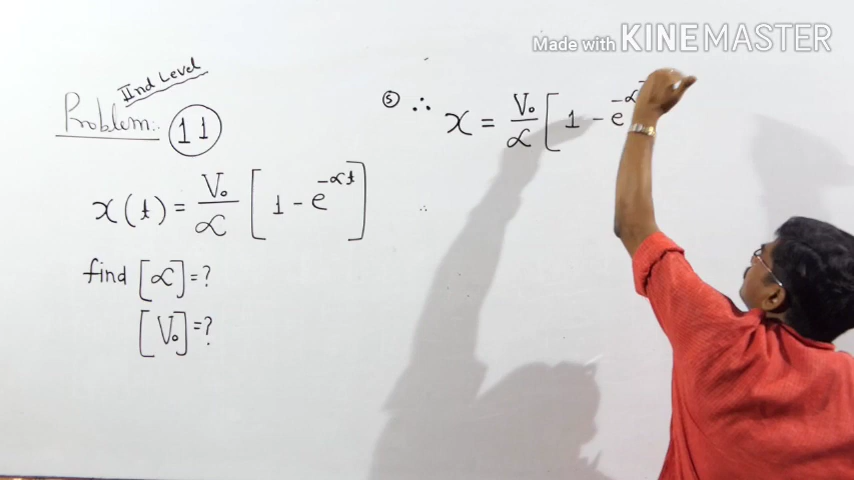 Made with KINEMASTER
IInd Level
Problem:- 11
x(t) = V₀/α [1 - e^-αt]
find [α] = ?
[V₀] = ?
⑤ ∴ x = V₀/α [1 - e^-α